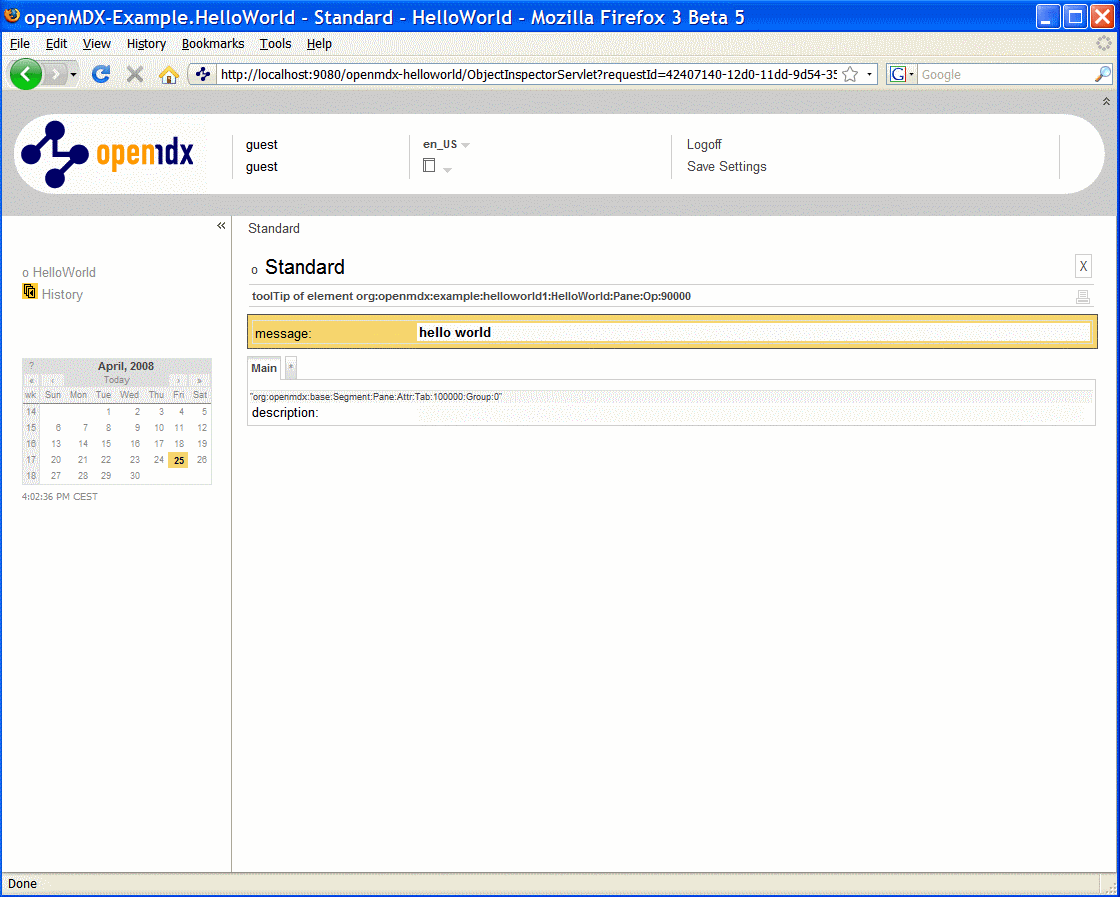 openMDX-Example.HelloWorld - Standard - HelloWorld - Mozilla Firefox 3 Beta 5
File Edit View History Bookmarks Tools Help
http://localhost:9080/openmdx-helloworld/ObjectInspectorServlet?requestId=42407140-12d0-11dd-9d54-35
G Google
openmdx
guest
guest
en_US
Logoff
Save Settings
«
o HelloWorld
History
? April, 2008
« ‹ Today › »
wk Sun Mon Tue Wed Thu Fri Sat
14 1 2 3 4 5
15 6 7 8 9 10 11 12
16 13 14 15 16 17 18 19
17 20 21 22 23 24 25 26
18 27 28 29 30
4:02:36 PM CEST
Standard
o Standard X
toolTip of element org:openmdx:example:helloworld1:HelloWorld:Pane:Op:90000
message: hello world
Main *
"org:openmdx:base:Segment:Pane:Attr:Tab:100000:Group:0"
description:
Done